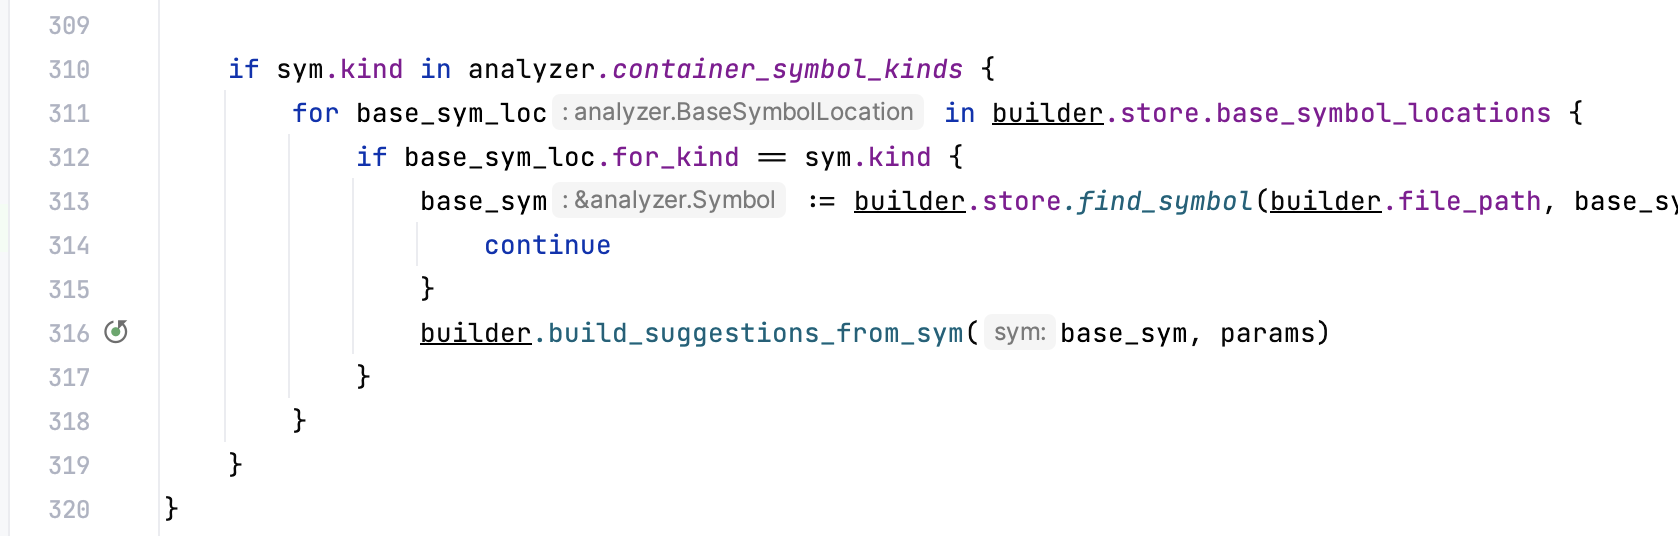 309
310 if sym.kind in analyzer.container_symbol_kinds {
311 for base_sym_loc : analyzer.BaseSymbolLocation in builder.store.base_symbol_locations {
312 if base_sym_loc.for_kind == sym.kind {
313 base_sym : &analyzer.Symbol := builder.store.find_symbol(builder.file_path, base_sy
314 continue
315 }
316 builder.build_suggestions_from_sym( sym: base_sym, params)
317 }
318 }
319 }
320 }